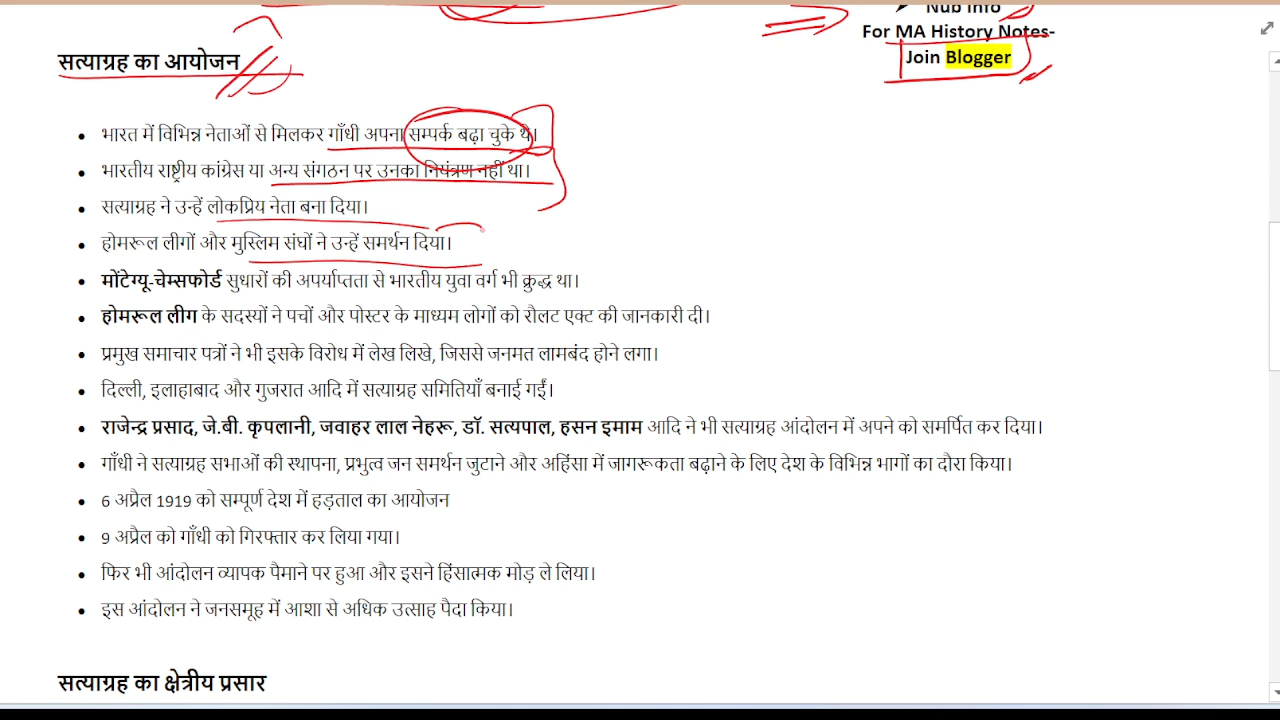 Nub Info
For MA History Notes-
Join Blogger
सत्याग्रह का आयोजन
• भारत में विभिन्न नेताओं से मिलकर गाँधी अपना सम्पर्क बढ़ा चुके थे।
• भारतीय राष्ट्रीय कांग्रेस या अन्य संगठन पर उनका नियंत्रण नहीं था।
• सत्याग्रह ने उन्हें लोकप्रिय नेता बना दिया।
• होमरूल लीगों और मुस्लिम संघों ने उन्हें समर्थन दिया।
• मोंटेग्यू-चेम्सफोर्ड सुधारों की अपर्याप्तता से भारतीय युवा वर्ग भी क्रुद्ध था।
• होमरूल लीग के सदस्यों ने पर्चों और पोस्टर के माध्यम लोगों को रौलट एक्ट की जानकारी दी।
• प्रमुख समाचार पत्रों ने भी इसके विरोध में लेख लिखे, जिससे जनमत लामबंद होने लगा।
• दिल्ली, इलाहाबाद और गुजरात आदि में सत्याग्रह समितियाँ बनाई गईं।
• राजेन्द्र प्रसाद, जे.बी. कृपलानी, जवाहर लाल नेहरू, डॉ. सत्यपाल, हसन इमाम आदि ने भी सत्याग्रह आंदोलन में अपने को समर्पित कर दिया।
• गाँधी ने सत्याग्रह सभाओं की स्थापना, प्रभुत्व जन समर्थन जुटाने और अहिंसा में जागरूकता बढ़ाने के लिए देश के विभिन्न भागों का दौरा किया।
• 6 अप्रैल 1919 को सम्पूर्ण देश में हड़ताल का आयोजन
• 9 अप्रैल को गाँधी को गिरफ्तार कर लिया गया।
• फिर भी आंदोलन व्यापक पैमाने पर हुआ और इसने हिंसात्मक मोड़ ले लिया।
• इस आंदोलन ने जनसमूह में आशा से अधिक उत्साह पैदा किया।
सत्याग्रह का क्षेत्रीय प्रसार